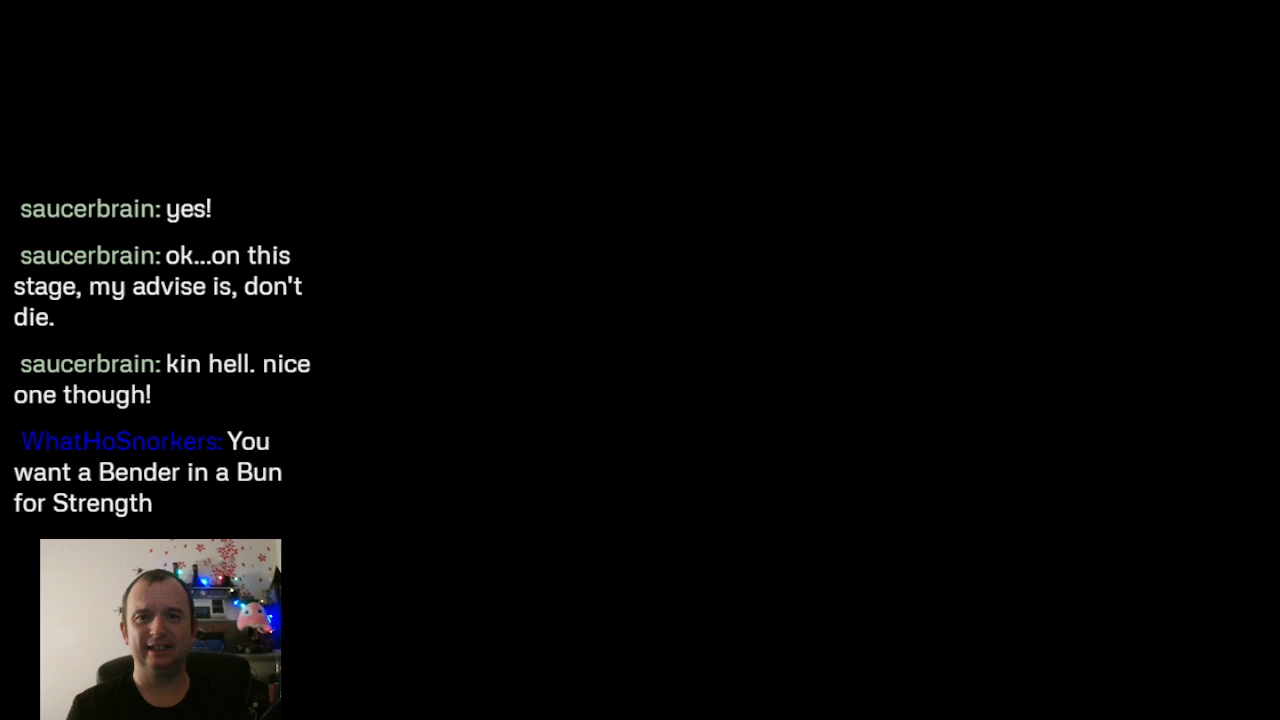 saucerbrain: yes!
saucerbrain: ok...on this
stage, my advise is, don't
die.
saucerbrain: kin hell. nice
one though!
WhatHoSnorkers: You
want a Bender in a Bun
for Strength